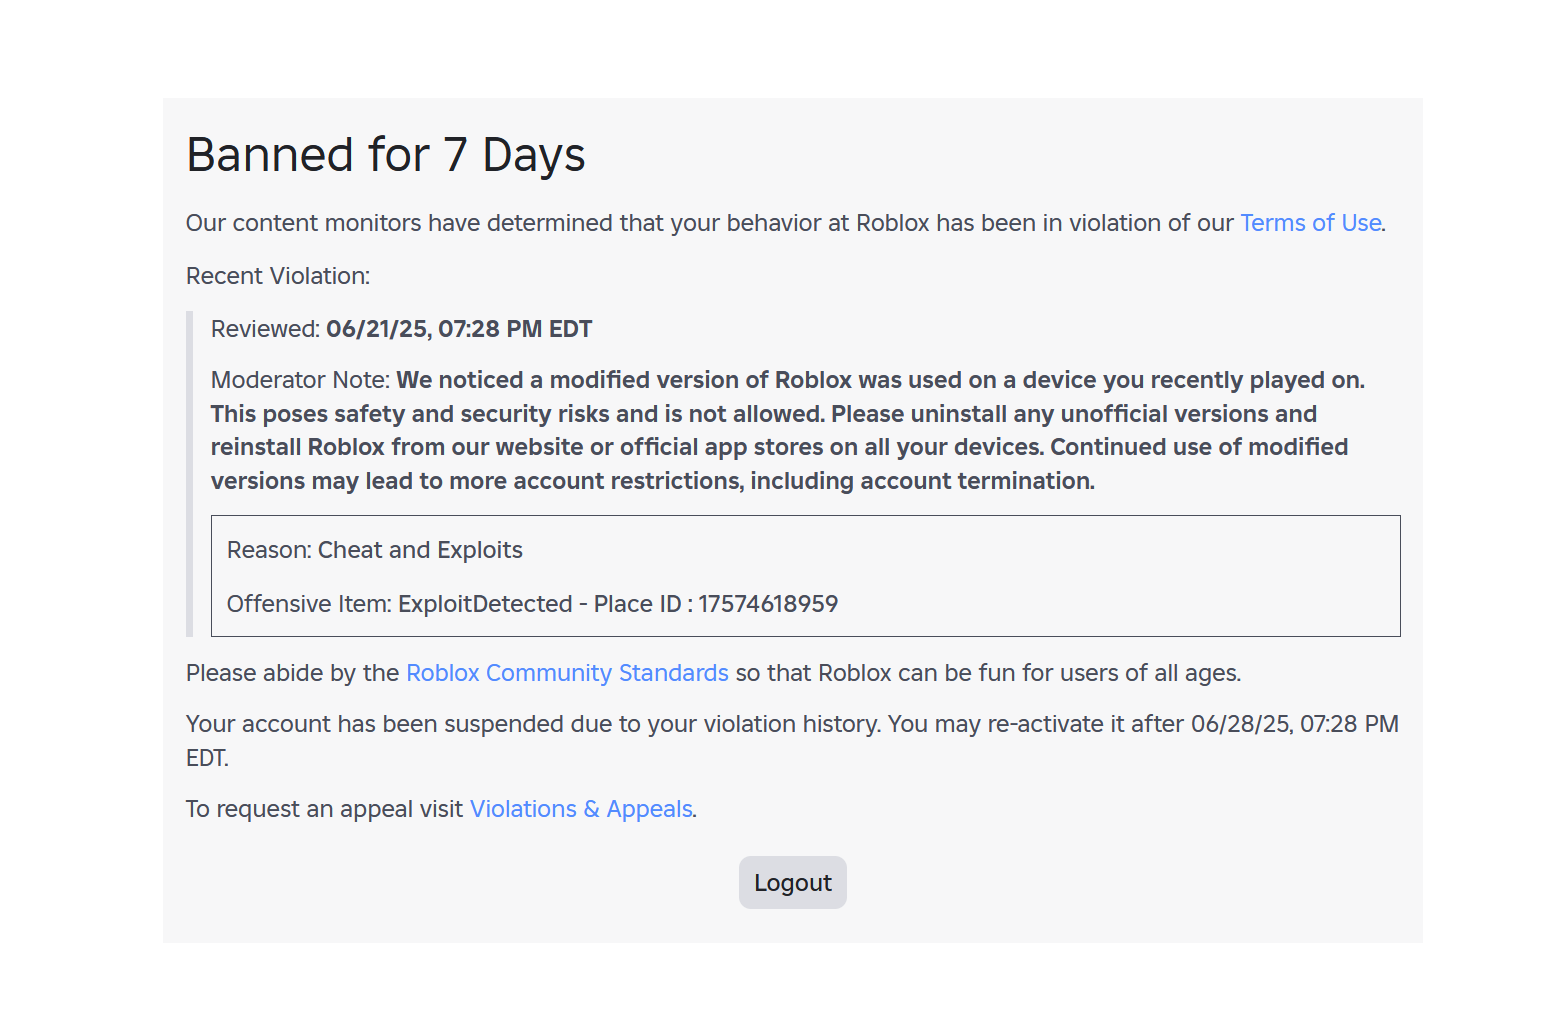 Banned for 7 Days
Our content monitors have determined that your behavior at Roblox has been in violation of our Terms of Use.
Recent Violation:
Reviewed: 06/21/25, 07:28 PM EDT
Moderator Note: We noticed a modified version of Roblox was used on a device you recently played on.
This poses safety and security risks and is not allowed. Please uninstall any unofficial versions and
reinstall Roblox from our website or official app stores on all your devices. Continued use of modified
versions may lead to more account restrictions, including account termination.
Reason: Cheat and Exploits
Offensive Item: ExploitDetected - Place ID : 17574618959
Please abide by the Roblox Community Standards so that Roblox can be fun for users of all ages.
Your account has been suspended due to your violation history. You may re-activate it after 06/28/25, 07:28 PM
EDT.
To request an appeal visit Violations & Appeals.
Logout